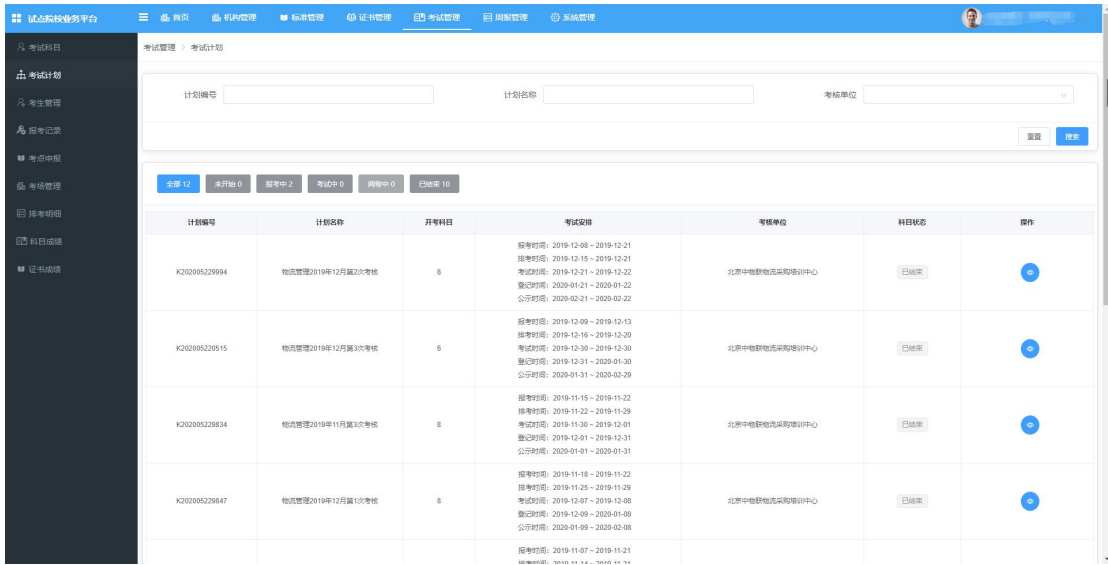 试点院校业务平台 首页 机构管理 标准管理 证书管理 考试管理 周报管理 系统管理
考试科目
考试计划
考生管理
报考记录
考点申报
考场管理
排考明细
科目成绩
证书成绩
考试管理 > 考试计划
计划编号 计划名称 考核单位
重置 搜索
全部 12 未开始 0 报考中 2 考试中 0 阅卷中 0 已结束 10
计划编号 计划名称 开考科目 考试安排 考核单位 科目状态 操作
报考时间：2019-12-08 ~ 2019-12-21
排考时间：2019-12-15 ~ 2019-12-21
K202005229994 物流管理2019年12月第2次考核 8 考试时间：2019-12-21 ~ 2019-12-22 北京中物联物流采购培训中心 已结束
登记时间：2020-01-21 ~ 2020-01-22
公示时间：2020-02-21 ~ 2020-02-22
报考时间：2019-12-09 ~ 2019-12-13
排考时间：2019-12-16 ~ 2019-12-20
K202005220515 物流管理2019年12月第3次考核 6 考试时间：2019-12-30 ~ 2019-12-30 北京中物联物流采购培训中心 已结束
登记时间：2019-12-31 ~ 2020-01-30
公示时间：2020-01-31 ~ 2020-02-29
报考时间：2019-11-15 ~ 2019-11-22
排考时间：2019-11-22 ~ 2019-11-29
K202005229834 物流管理2019年11月第3次考核 8 考试时间：2019-11-30 ~ 2019-12-01 北京中物联物流采购培训中心 已结束
登记时间：2019-12-01 ~ 2019-12-31
公示时间：2020-01-01 ~ 2020-01-31
报考时间：2019-11-18 ~ 2019-11-22
排考时间：2019-11-25 ~ 2019-11-29
K202005229847 物流管理2019年12月第1次考核 8 考试时间：2019-12-07 ~ 2019-12-08 北京中物联物流采购培训中心 已结束
登记时间：2019-12-09 ~ 2020-01-08
公示时间：2020-01-09 ~ 2020-02-08
报考时间：2019-11-07 ~ 2019-11-21
排考时间：2019-11-14 ~ 2019-11-21